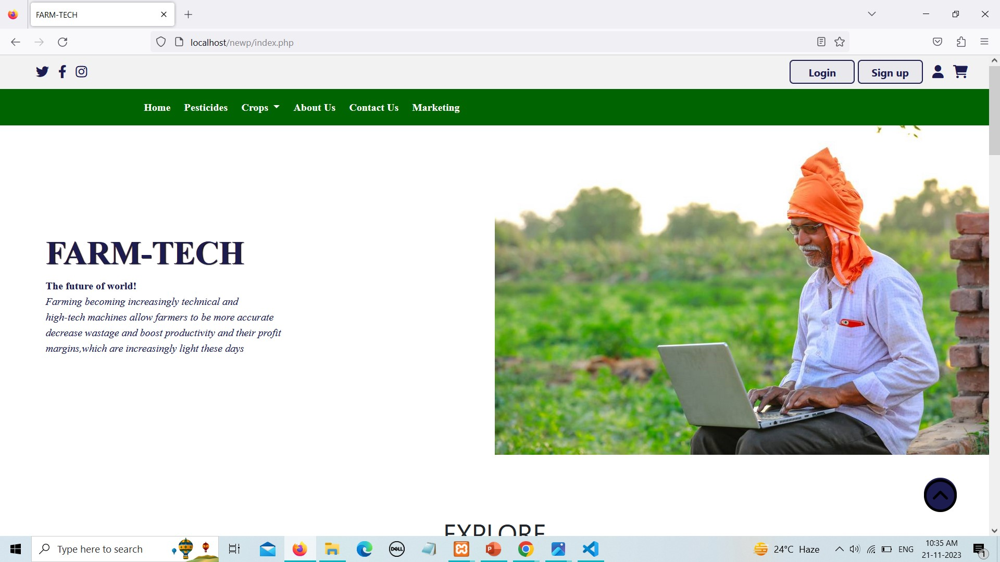 FARM-TECH
localhost/newp/index.php
Login
Sign up
Home
Pesticides
Crops
About Us
Contact Us
Marketing
FARM-TECH
The future of world!
Farming becoming increasingly technical and
high-tech machines allow farmers to be more accurate
decrease wastage and boost productivity and their profit
margins,which are increasingly light these days
EXPLORE
Type here to search
DELL
P
24°C Haze
ENG
10:35 AM
21-11-2023
1